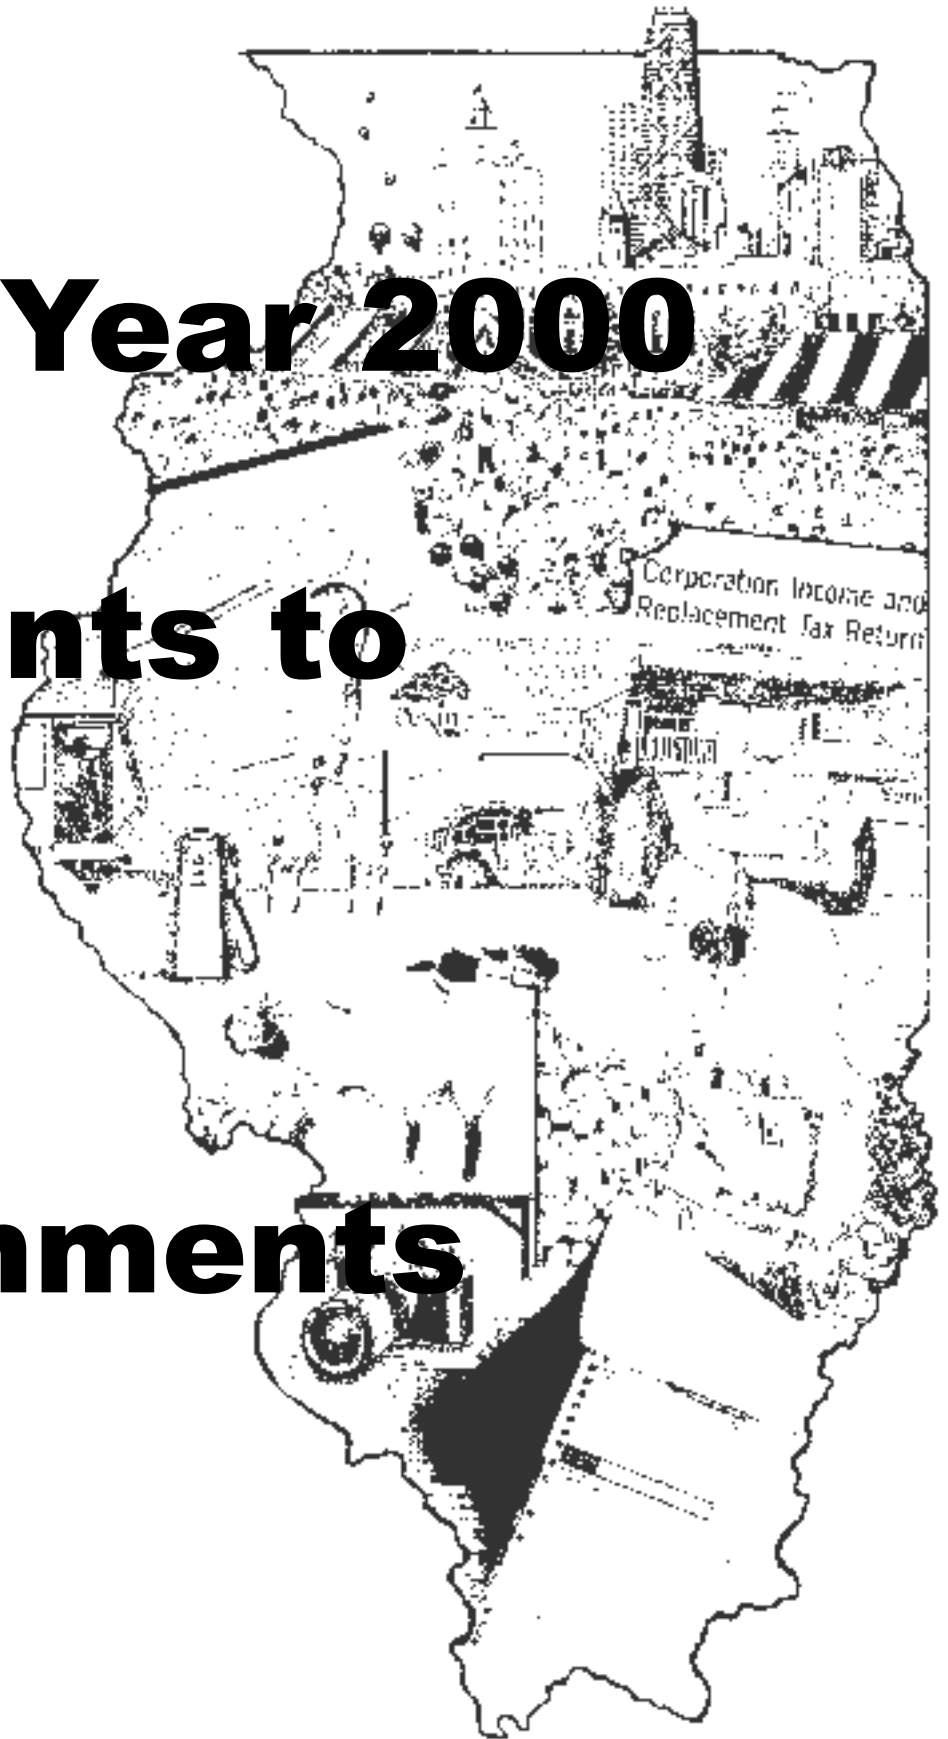 Year 2000
Corporation Income and
Replacement Tax Return
nts to
nments